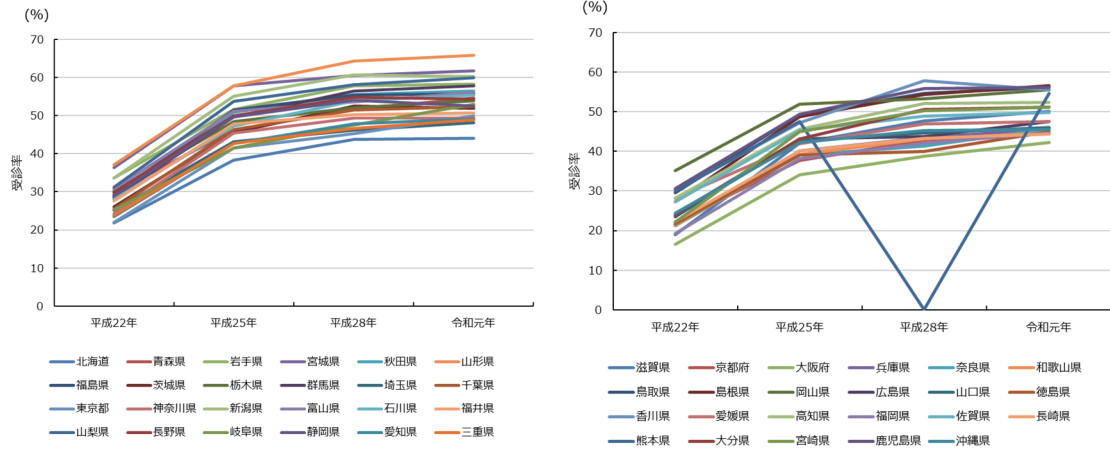 (%)
70
60
50
40
30
20
10
0
受診率
平成22年 平成25年 平成28年 令和元年
北海道 青森県 岩手県 宮城県 秋田県 山形県
福島県 茨城県 栃木県 群馬県 埼玉県 千葉県
東京都 神奈川県 新潟県 富山県 石川県 福井県
山梨県 長野県 岐阜県 静岡県 愛知県 三重県
(%)
70
60
50
40
30
20
10
0
受診率
平成22年 平成25年 平成28年 令和元年
滋賀県 京都府 大阪府 兵庫県 奈良県 和歌山県
鳥取県 島根県 岡山県 広島県 山口県 徳島県
香川県 愛媛県 高知県 福岡県 佐賀県 長崎県
熊本県 大分県 宮崎県 鹿児島県 沖縄県